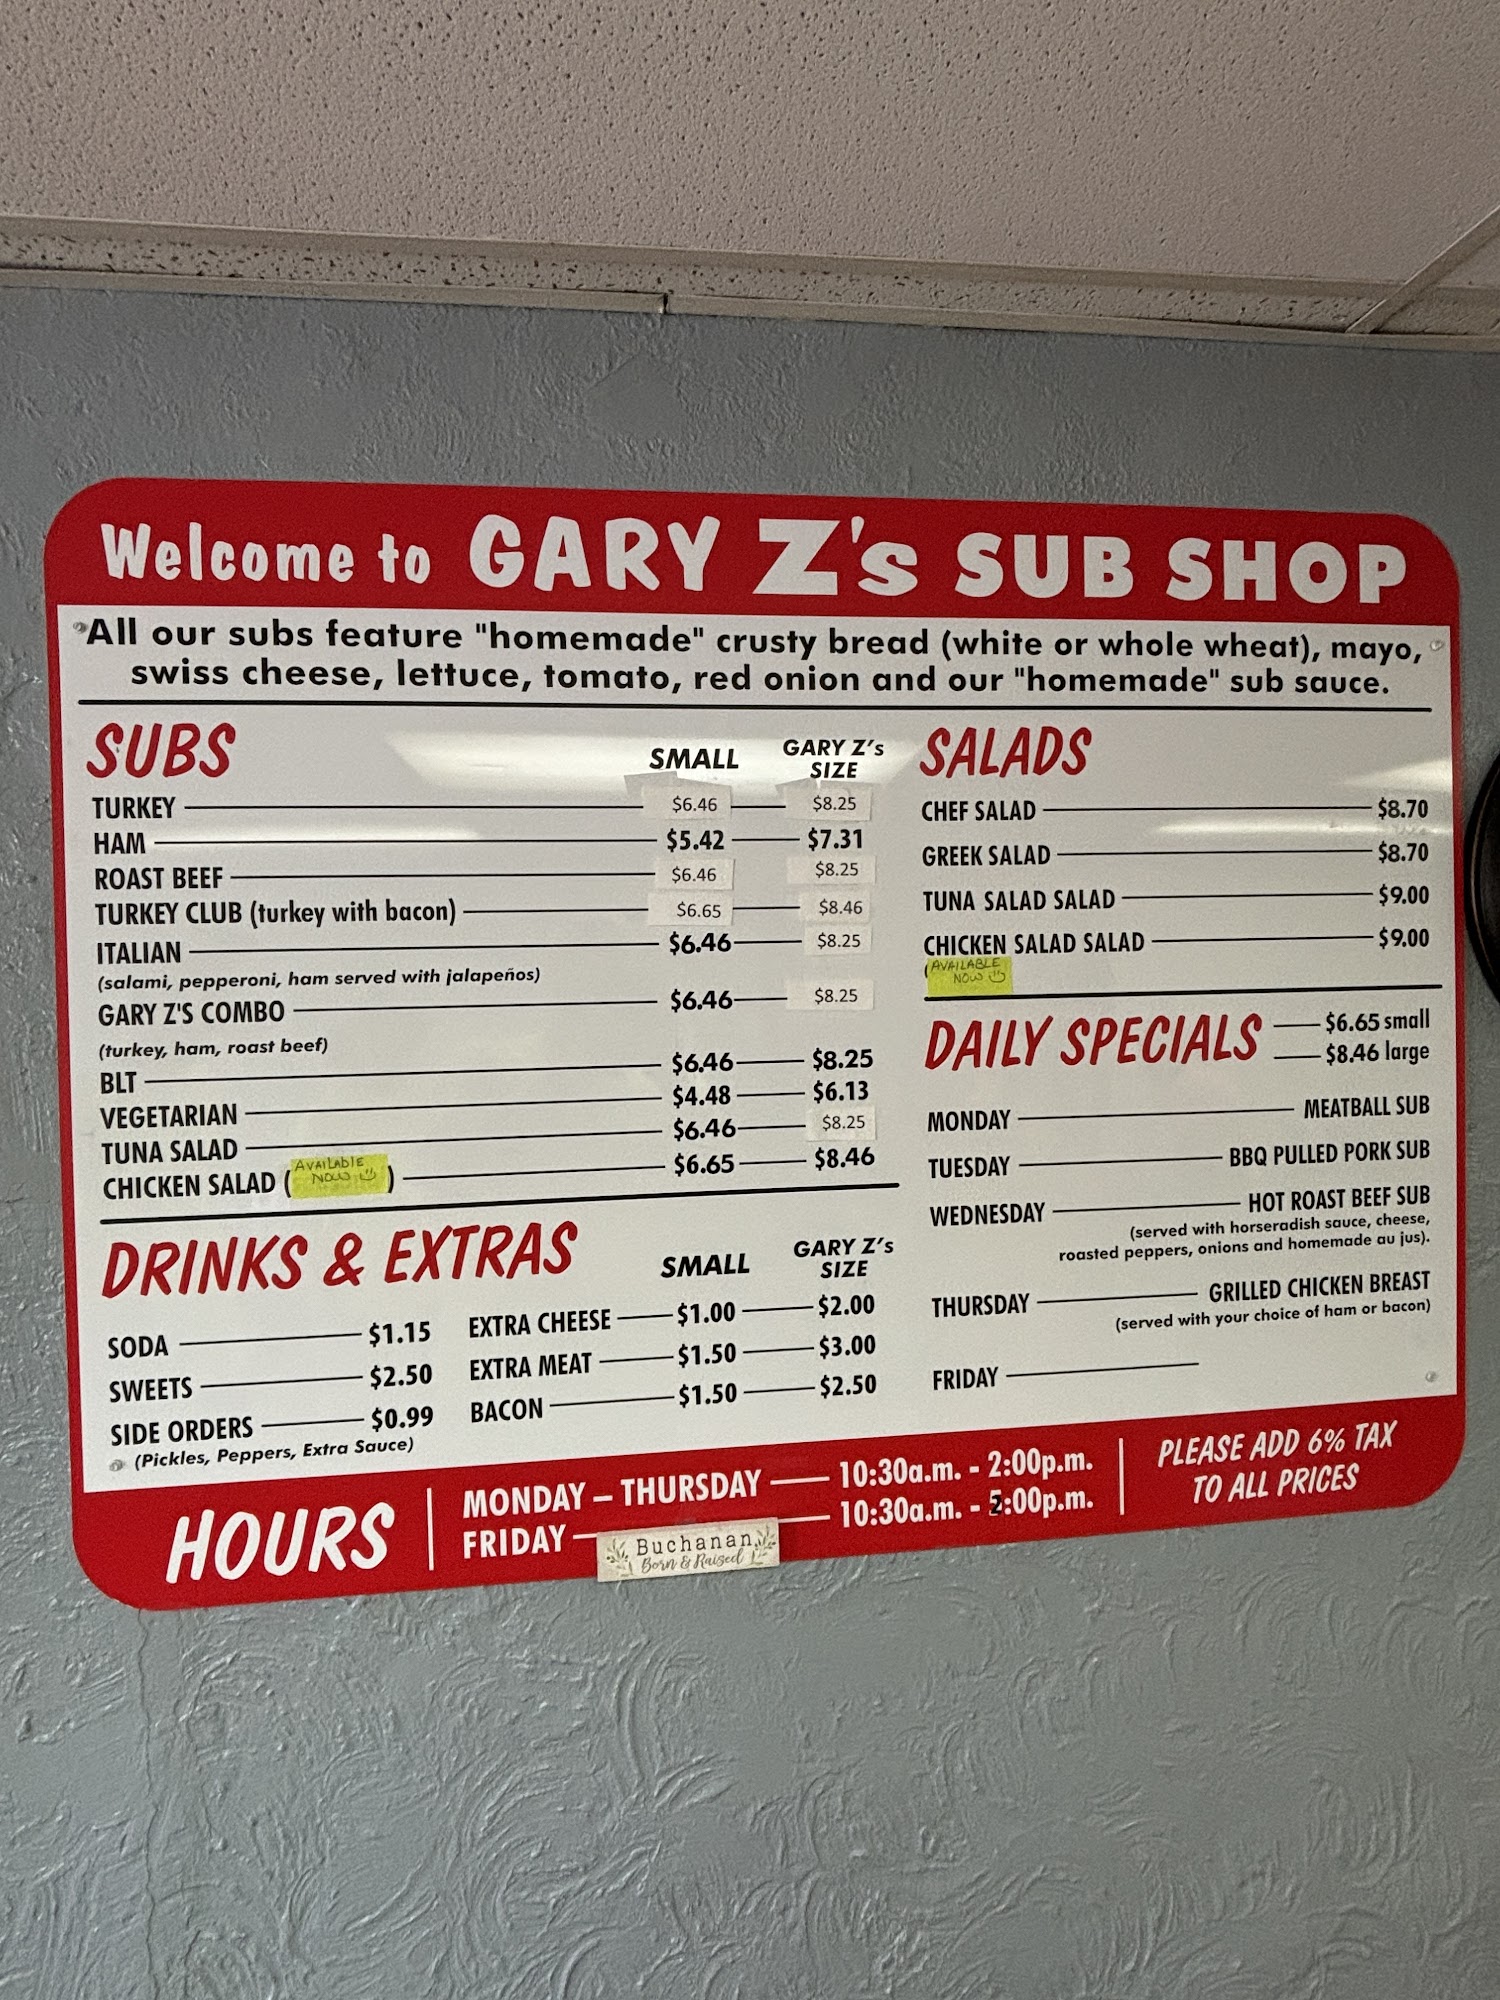 Welcome to GARY Z's SUB SHOP
All our subs feature "homemade" crusty bread (white or whole wheat), mayo,
swiss cheese, lettuce, tomato, red onion and our "homemade" sub sauce.
SUBS SMALL GARY Z's SIZE
TURKEY $6.46 $8.25
HAM $5.42 $7.31
ROAST BEEF $6.46 $8.25
TURKEY CLUB (turkey with bacon) $6.65 $8.46
ITALIAN $6.46 $8.25
(salami, pepperoni, ham served with jalapeños)
GARY Z'S COMBO $6.46 $8.25
(turkey, ham, roast beef)
BLT $6.46 $8.25
VEGETARIAN $4.48 $6.13
TUNA SALAD $6.46 $8.25
CHICKEN SALAD (AVAILABLE NOW) $6.65 $8.46
DRINKS & EXTRAS
SODA $1.15
SWEETS $2.50
SIDE ORDERS $0.99
(Pickles, Peppers, Extra Sauce)
SMALL GARY Z's SIZE
EXTRA CHEESE $1.00 $2.00
EXTRA MEAT $1.50 $3.00
BACON $1.50 $2.50
SALADS
CHEF SALAD $8.70
GREEK SALAD $8.70
TUNA SALAD SALAD $9.00
CHICKEN SALAD SALAD $9.00
(AVAILABLE
NOW
DAILY SPECIALS $6.65 small
$8.46 large
MONDAY MEATBALL SUB
TUESDAY BBQ PULLED PORK SUB
WEDNESDAY HOT ROAST BEEF SUB
(served with horseradish sauce, cheese,
roasted peppers, onions and homemade au jus).
THURSDAY GRILLED CHICKEN BREAST
(served with your choice of ham or bacon)
FRIDAY
HOURS
MONDAY – THURSDAY 10:30a.m. - 2:00p.m.
FRIDAY 10:30a.m. - 2:00p.m.
Buchanan
Born & Raised
PLEASE ADD 6% TAX
TO ALL PRICES